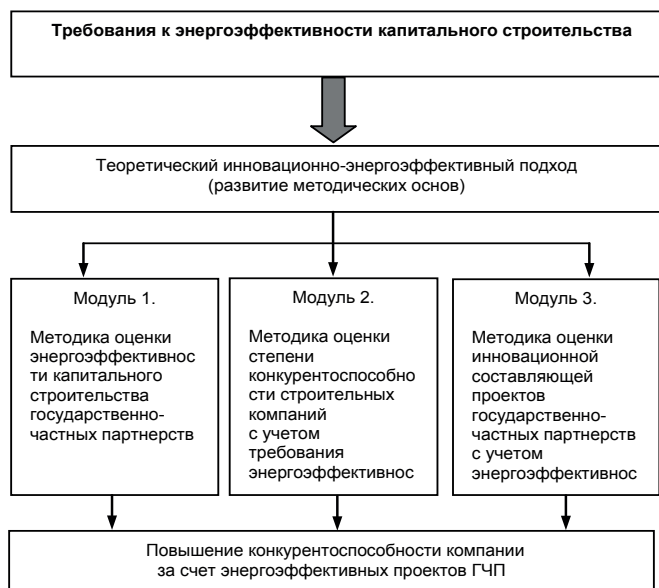 Требования к энергоэффективности капитального строительства
Теоретический инновационно-энергоэффективный подход
(развитие методических основ)
Модуль 1.
Методика оценки
энергоэффективнос
ти капитального
строительства
государственно-
частных партнерств
Модуль 2.
Методика оценки
степени
конкурентоспособно
сти строительных
компаний
с учетом
требования
энергоэффективнос
Модуль 3.
Методика оценки
инновационной
составляющей
проектов
государственно-
частных партнерств
с учетом
энергоэффективнос
Повышение конкурентоспособности компании
за счет энергоэффективных проектов ГЧП